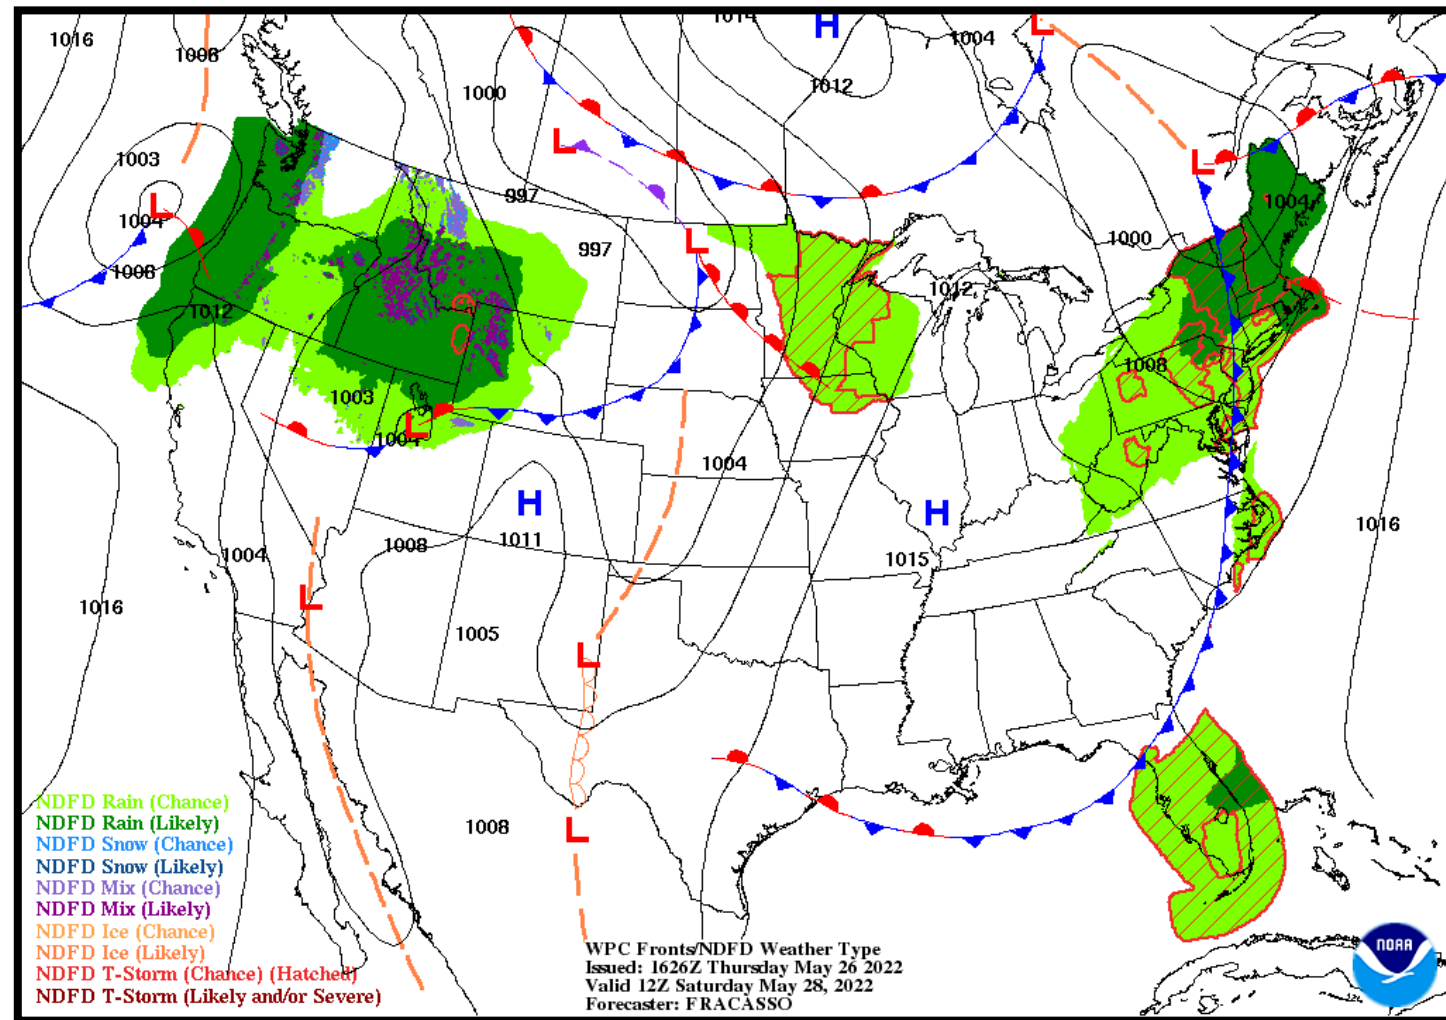 1016
1008
1014
H
L
1004
1000
1012
L
1003
L
L
997
1004
L
1004
1008
997
L
1000
1012
1012
1008
1003
L
1004
1004
H
1011
H
1016
1004
1008
1015
L
1016
1005
L
1008
L
NDFD Rain (Chance)
NDFD Rain (Likely)
NDFD Snow (Chance)
NDFD Snow (Likely)
NDFD Mix (Chance)
NDFD Mix (Likely)
NDFD Ice (Chance)
NDFD Ice (Likely)
NDFD T-Storm (Chance) (Hatched)
NDFD T-Storm (Likely and/or Severe)
WPC Fronts/NDFD Weather Type
Issued: 1626Z Thursday May 26 2022
Valid 12Z Saturday May 28, 2022
Forecaster: FRACASSO
NOAA